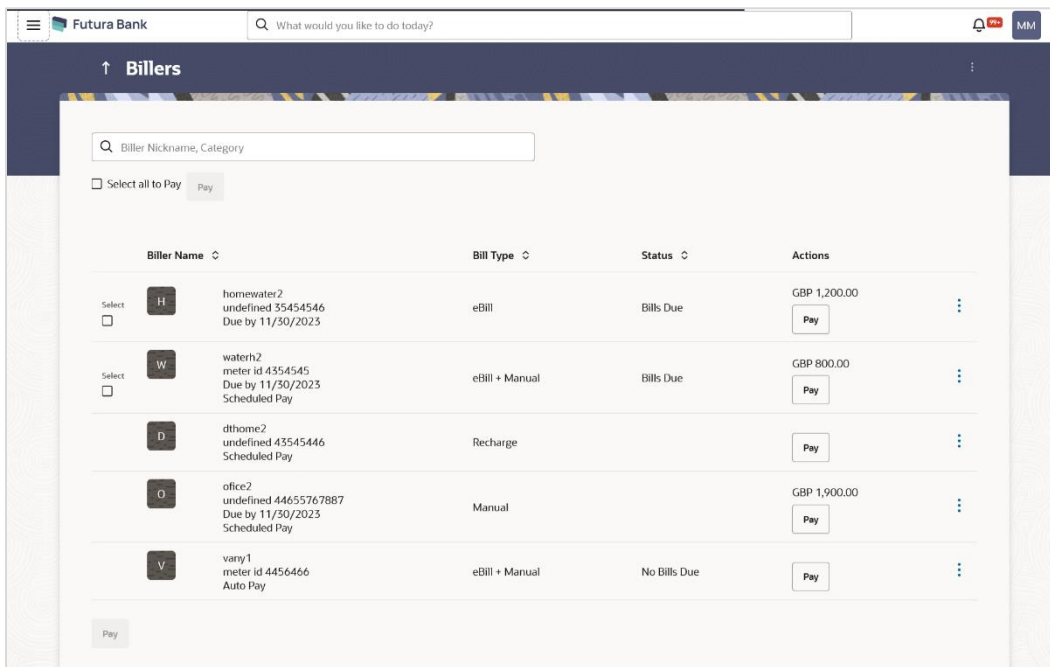 Futura Bank
What would you like to do today?
99+
MM
↑ Billers
Biller Nickname, Category
Select all to Pay Pay
Biller Name Bill Type Status Actions
Select
H
homewater2
undefined 35454546
Due by 11/30/2023
eBill
Bills Due
GBP 1,200.00
Pay
Select
W
waterh2
meter id 4354545
Due by 11/30/2023
Scheduled Pay
eBill + Manual
Bills Due
GBP 800.00
Pay
D
dthome2
undefined 43545446
Scheduled Pay
Recharge
Pay
O
ofice2
undefined 44655767887
Due by 11/30/2023
Scheduled Pay
Manual
GBP 1,900.00
Pay
V
vany1
meter id 4456466
Auto Pay
eBill + Manual
No Bills Due
Pay
Pay